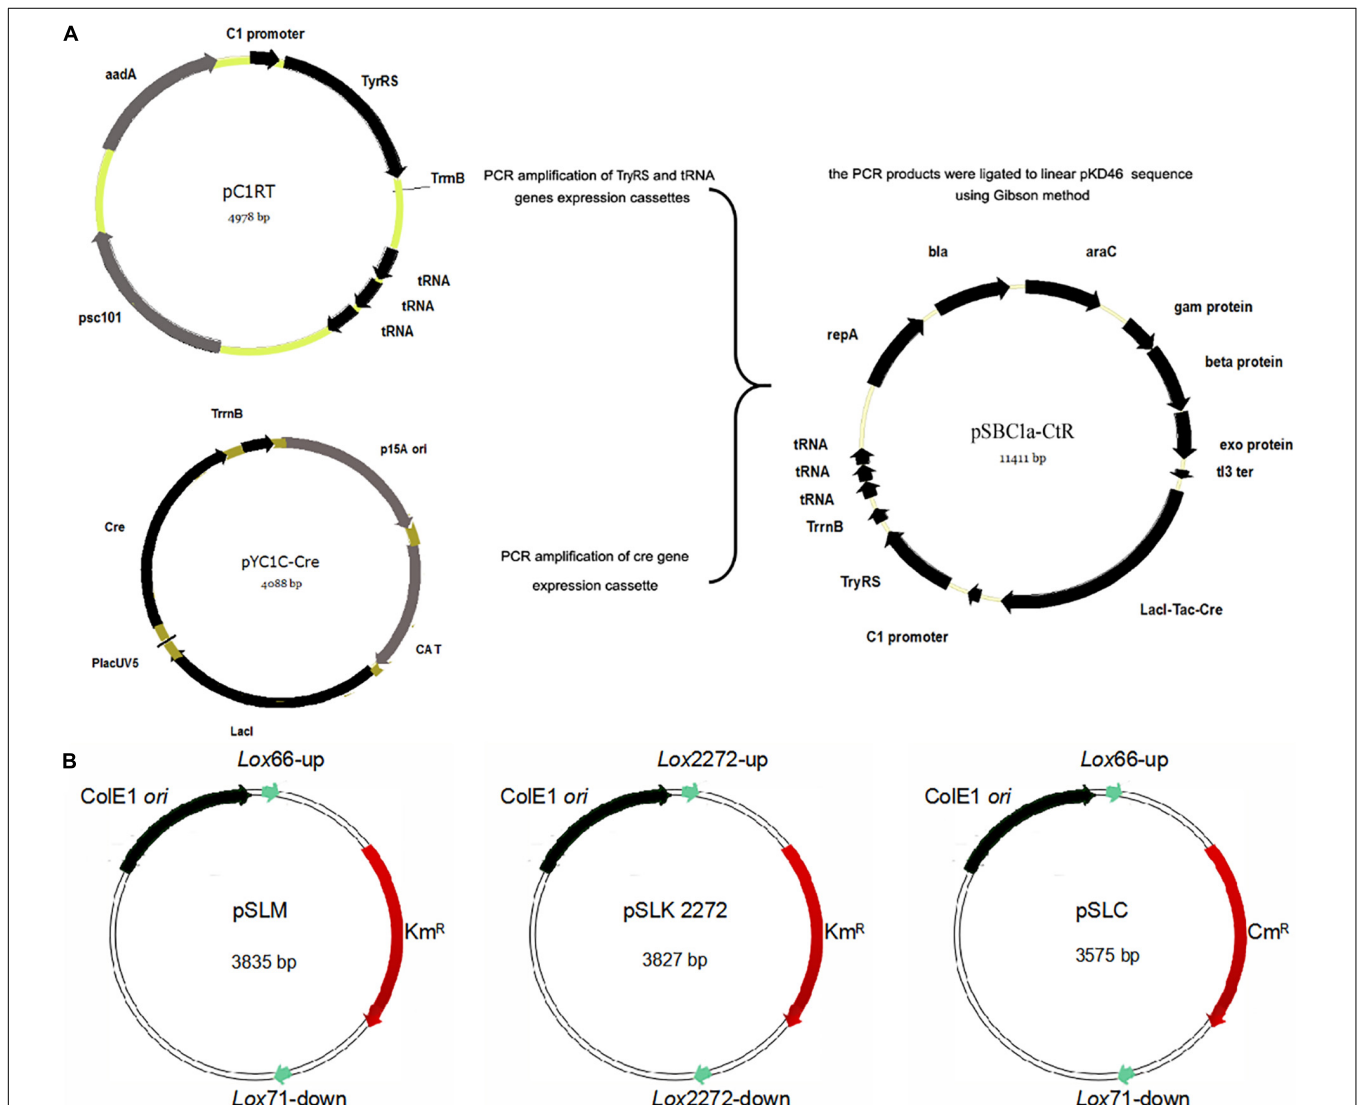 A
C1 promoter
aadA
TyrRS
TrrnB
pC1RT
4978 bp
psc101
tRNA
tRNA
tRNA
PCR amplification of TryRS and tRNA
genes expression cassettes
the PCR products were ligated to linear pKD46 sequence
using Gibson method
bla
araC
gam protein
repA
beta protein
pSBC1a-CtR
11411 bp
exo protein
tl3 ter
tRNA
tRNA
tRNA
TrrnB
TryRS
C1 promoter
LacI-Tac-Cre
TrrnB
p15A ori
Cre
pYC1C-Cre
4088 bp
PlacUV5
CA T
LacI
PCR amplification of cre gene
expression cassette
B
Lox66-up
ColE1 ori
pSLM
3835 bp
KmR
Lox71-down
Lox2272-up
ColE1 ori
pSLK 2272
3827 bp
KmR
Lox2272-down
Lox66-up
ColE1 ori
pSLC
3575 bp
CmR
Lox71-down